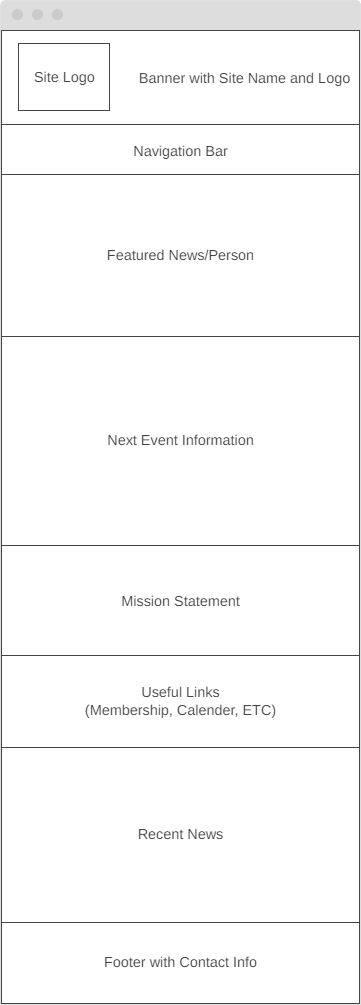 Site Logo
Banner with Site Name and Logo
Navigation Bar
Featured News/Person
Next Event Information
Mission Statement
Useful Links
(Membership, Calender, ETC)
Recent News
Footer with Contact Info